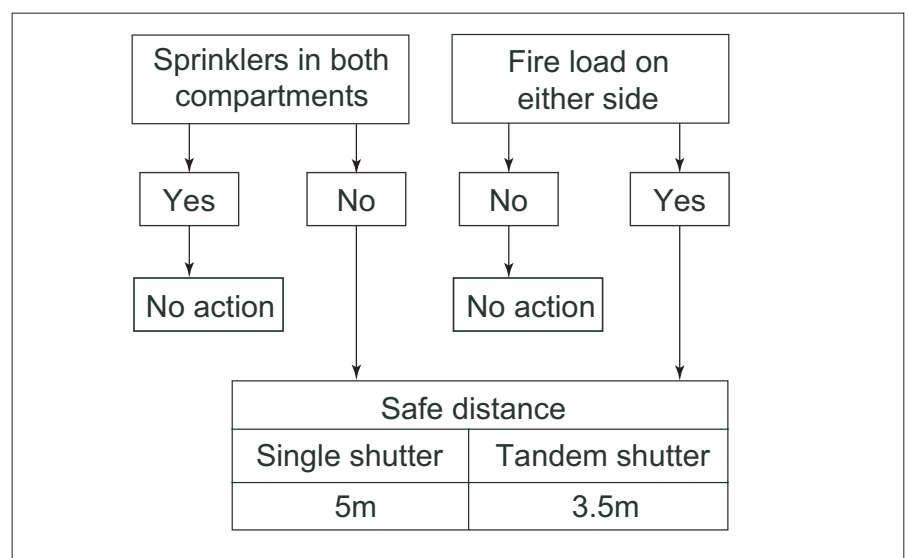 Sprinklers in both
compartments
Fire load on
either side
Yes
No
No
Yes
No action
No action
Safe distance
Single shutter
Tandem shutter
5m
3.5m